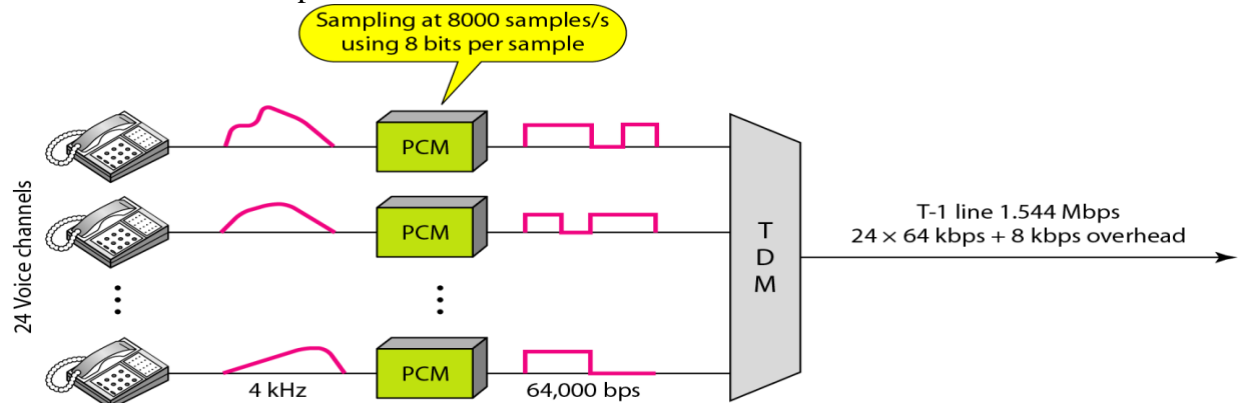 Sampling at 8000 samples/s
using 8 bits per sample
24 Voice channels
PCM
PCM
PCM
4 kHz
64,000 bps
T
D
M
T-1 line 1.544 Mbps
24 × 64 kbps + 8 kbps overhead